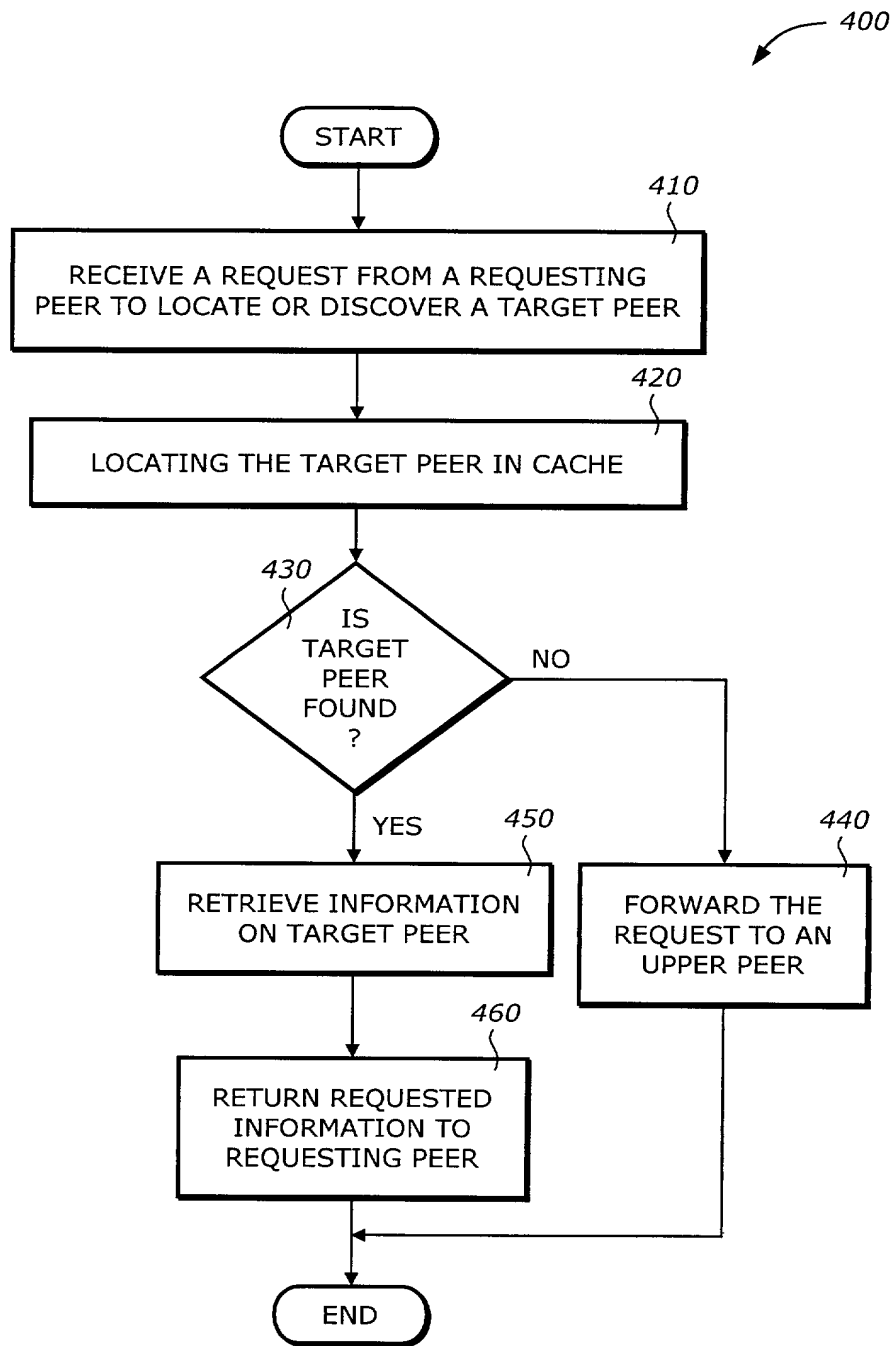 400
START
410
RECEIVE A REQUEST FROM A REQUESTING
PEER TO LOCATE OR DISCOVER A TARGET PEER
420
LOCATING THE TARGET PEER IN CACHE
430
IS
TARGET
PEER
FOUND
?
NO
YES
450
RETRIEVE INFORMATION
ON TARGET PEER
440
FORWARD THE
REQUEST TO AN
UPPER PEER
460
RETURN REQUESTED
INFORMATION TO
REQUESTING PEER
END